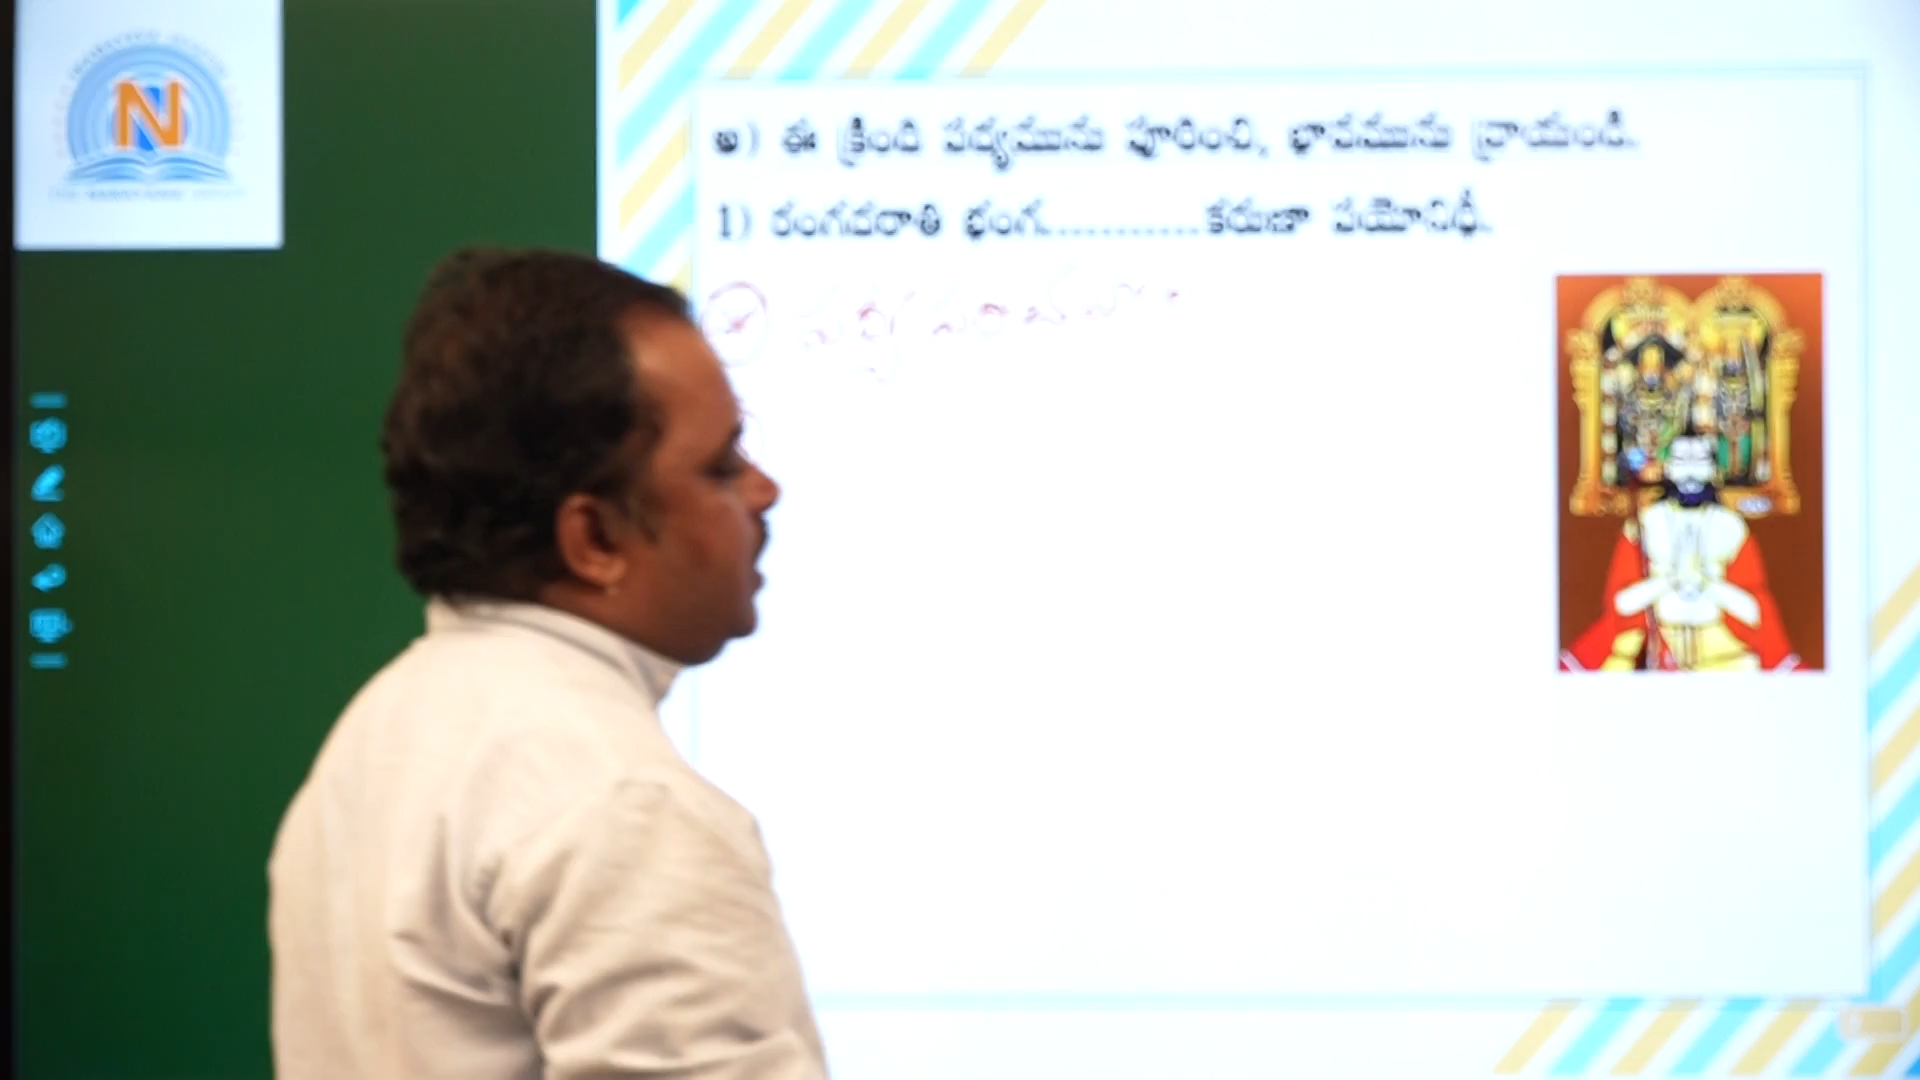 అ) ఈ క్రింది పద్యమును పూరించి, భావమును వ్రాయండి.
1) రంగదరాతి భంగ............కరుణా పయోనిధీ.